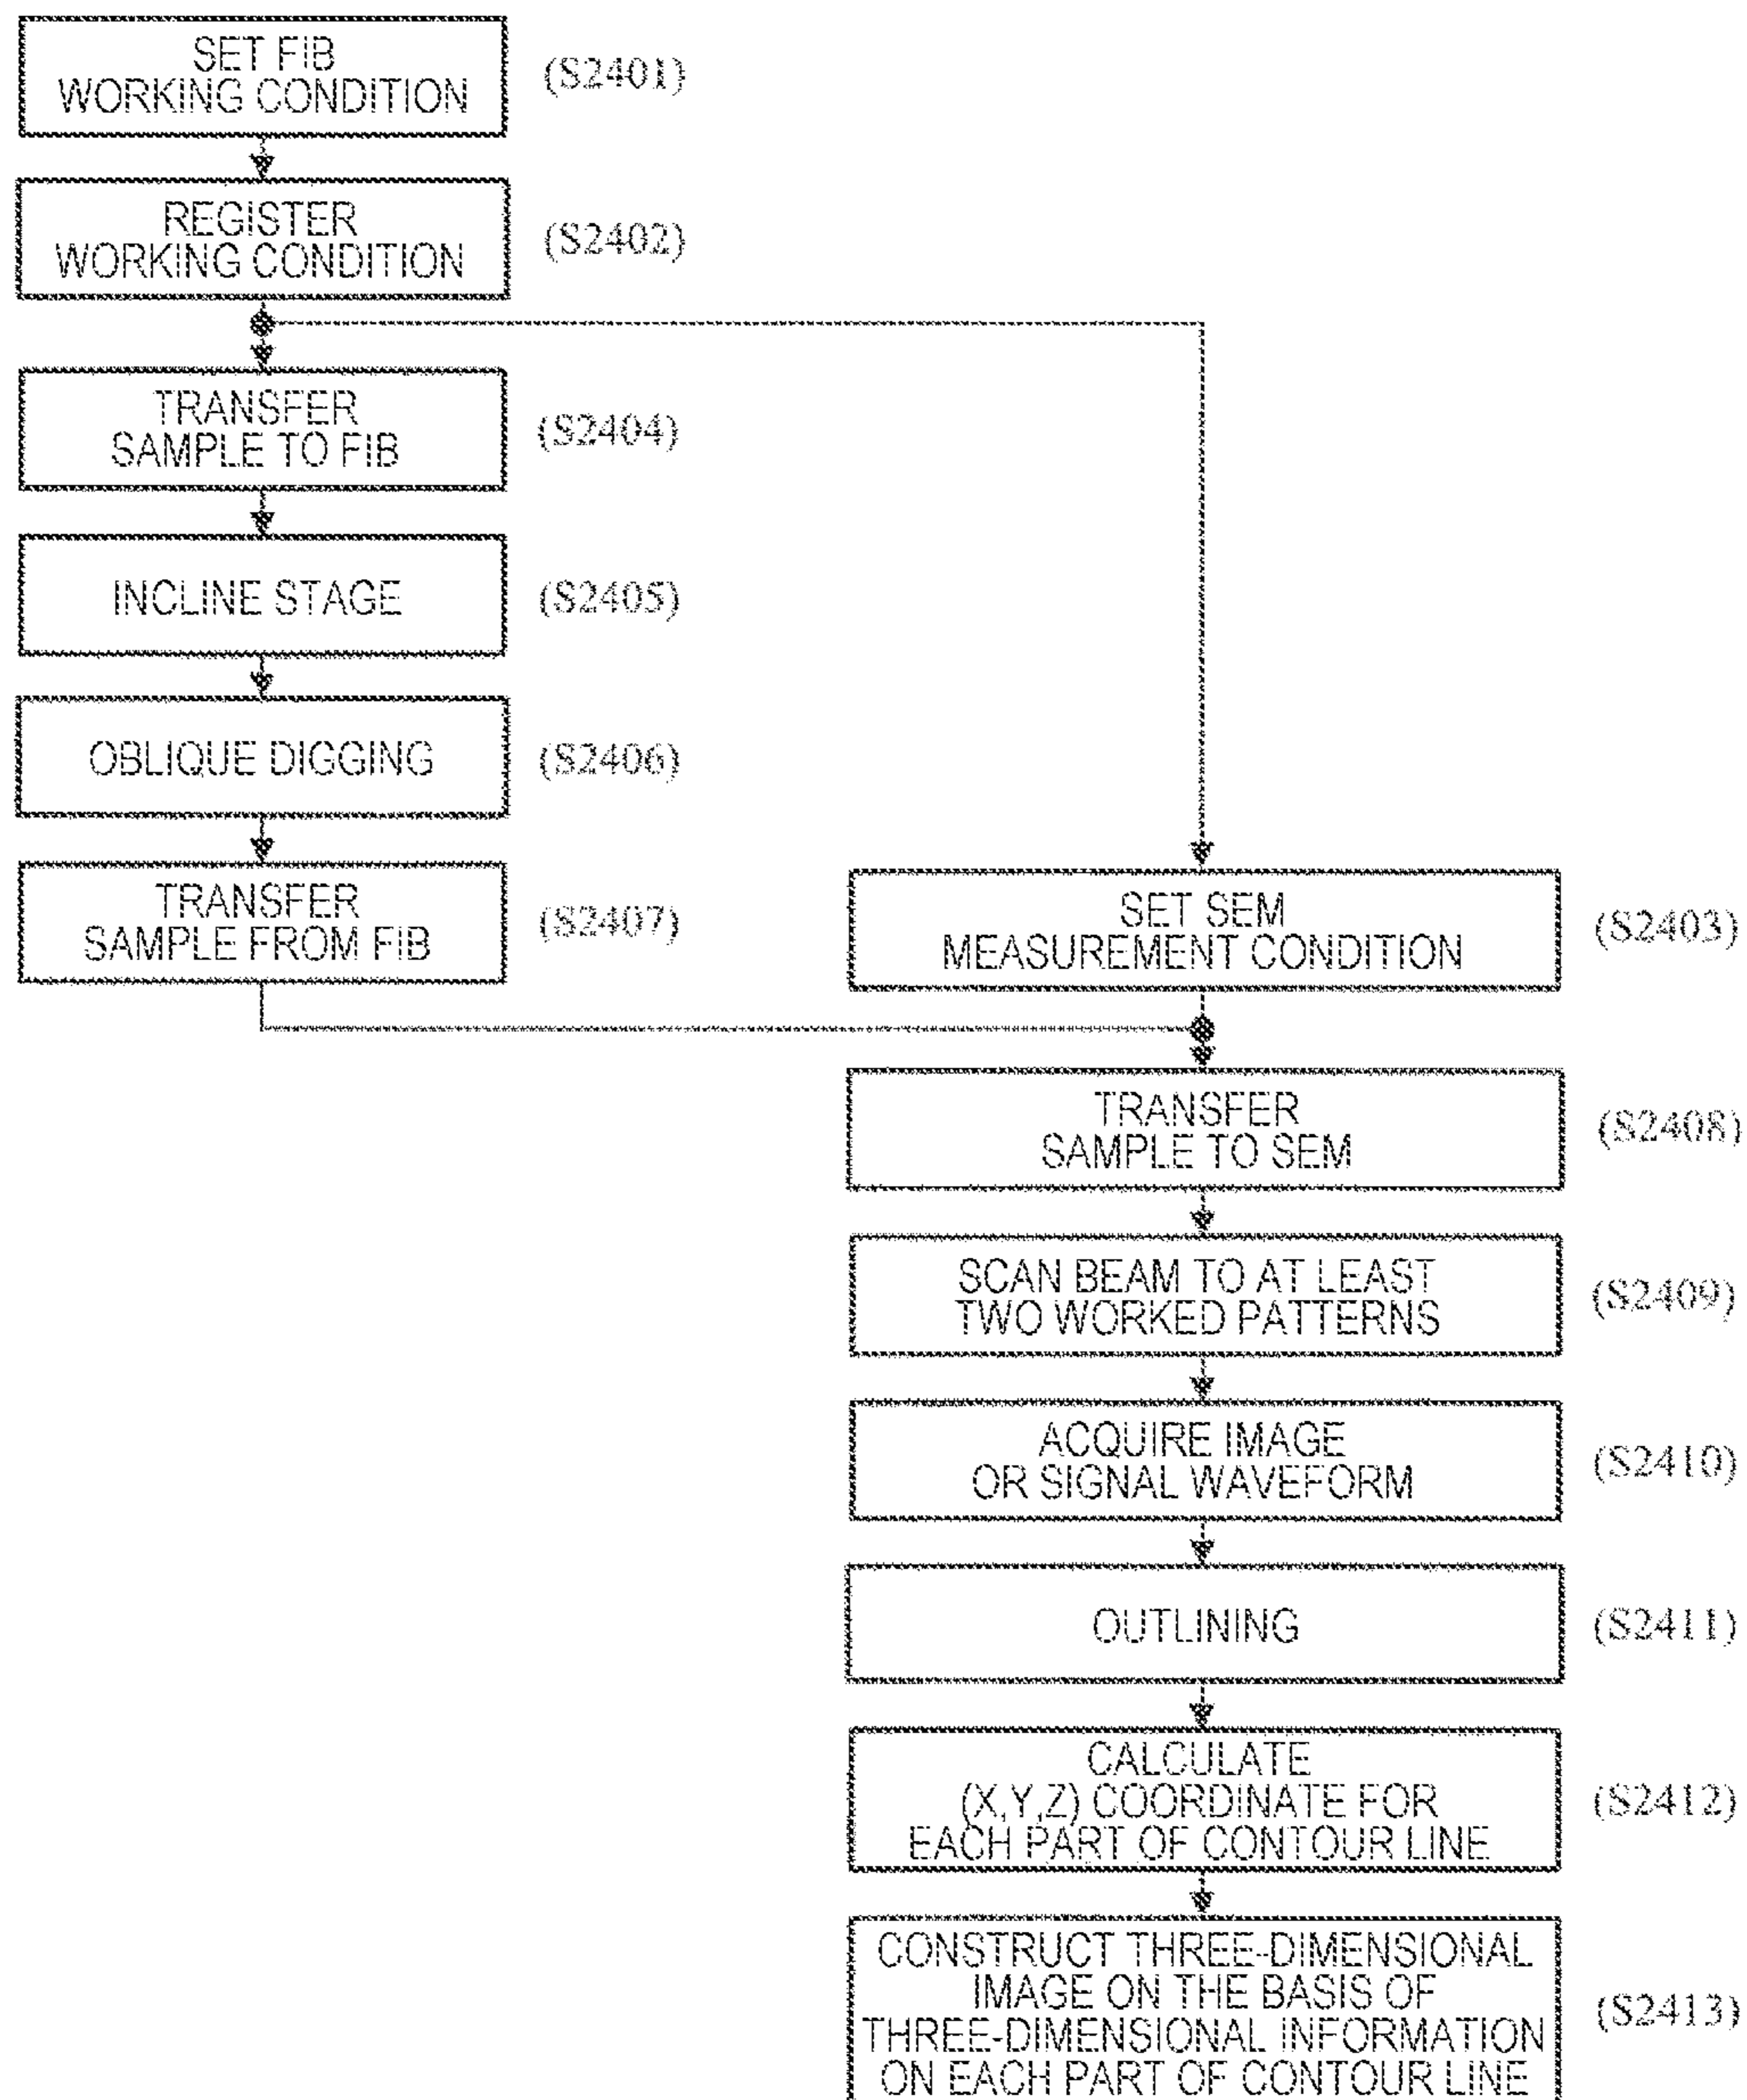 SET FIB
WORKING CONDITION
(S2401)
REGISTER
WORKING CONDITION
(S2402)
TRANSFER
SAMPLE TO FIB
(S2404)
INCLINE STAGE
(S2405)
OBLIQUE DIGGING
(S2406)
TRANSFER
SAMPLE FROM FIB
(S2407)
SET SEM
MEASUREMENT CONDITION
(S2403)
TRANSFER
SAMPLE TO SEM
(S2408)
SCAN BEAM TO AT LEAST
TWO WORKED PATTERNS
(S2409)
ACQUIRE IMAGE
OR SIGNAL WAVEFORM
(S2410)
OUTLINING
(S2411)
CALCULATE
(X,Y,Z) COORDINATE FOR
EACH PART OF CONTOUR LINE
(S2412)
CONSTRUCT THREE-DIMENSIONAL
IMAGE ON THE BASIS OF
THREE-DIMENSIONAL INFORMATION
ON EACH PART OF CONTOUR LINE
(S2413)